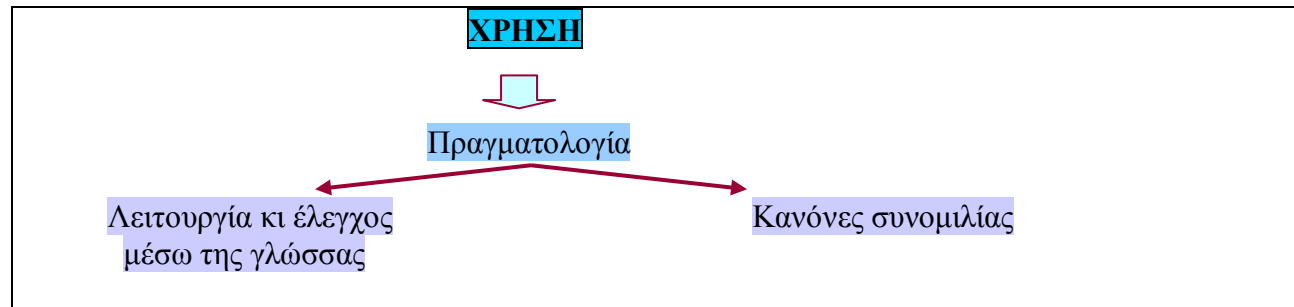 ΧΡΗΣΗ
Πραγματολογία
Λειτουργία κι έλεγχος
μέσω της γλώσσας
Κανόνες συνομιλίας